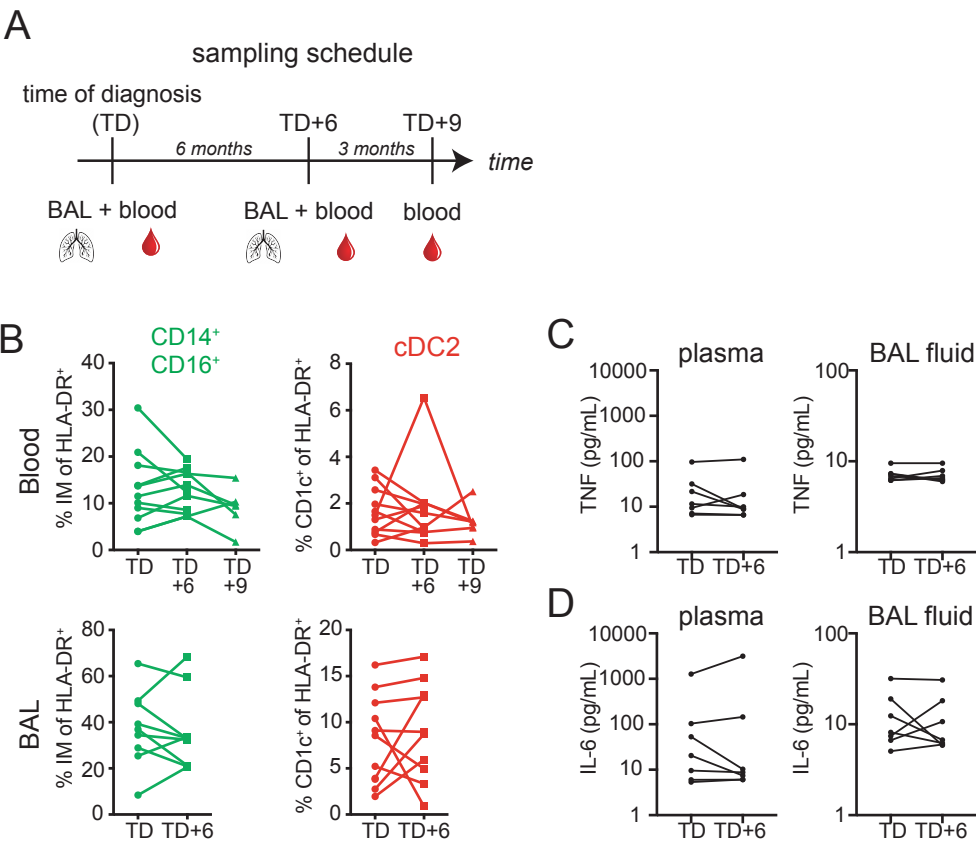 A
sampling schedule
time of diagnosis
(TD) TD+6 TD+9
6 months 3 months
time
BAL + blood BAL + blood blood
B
CD14⁺
CD16⁺
cDC2
Blood
% IM of HLA-DR⁺
40
30
20
10
0
TD TD TD
+6 +9
% CD1c⁺ of HLA-DR⁺
8
6
4
2
0
TD TD TD
+6 +9
BAL
% IM of HLA-DR⁺
80
60
40
20
0
TD TD+6
% CD1c⁺ of HLA-DR⁺
20
15
10
5
0
TD TD+6
C
plasma
TNF (pg/mL)
10000
1000
100
10
1
TD TD+6
BAL fluid
TNF (pg/mL)
100
10
1
TD TD+6
D
plasma
IL-6 (pg/mL)
10000
1000
100
10
1
TD TD+6
BAL fluid
IL-6 (pg/mL)
100
10
1
TD TD+6